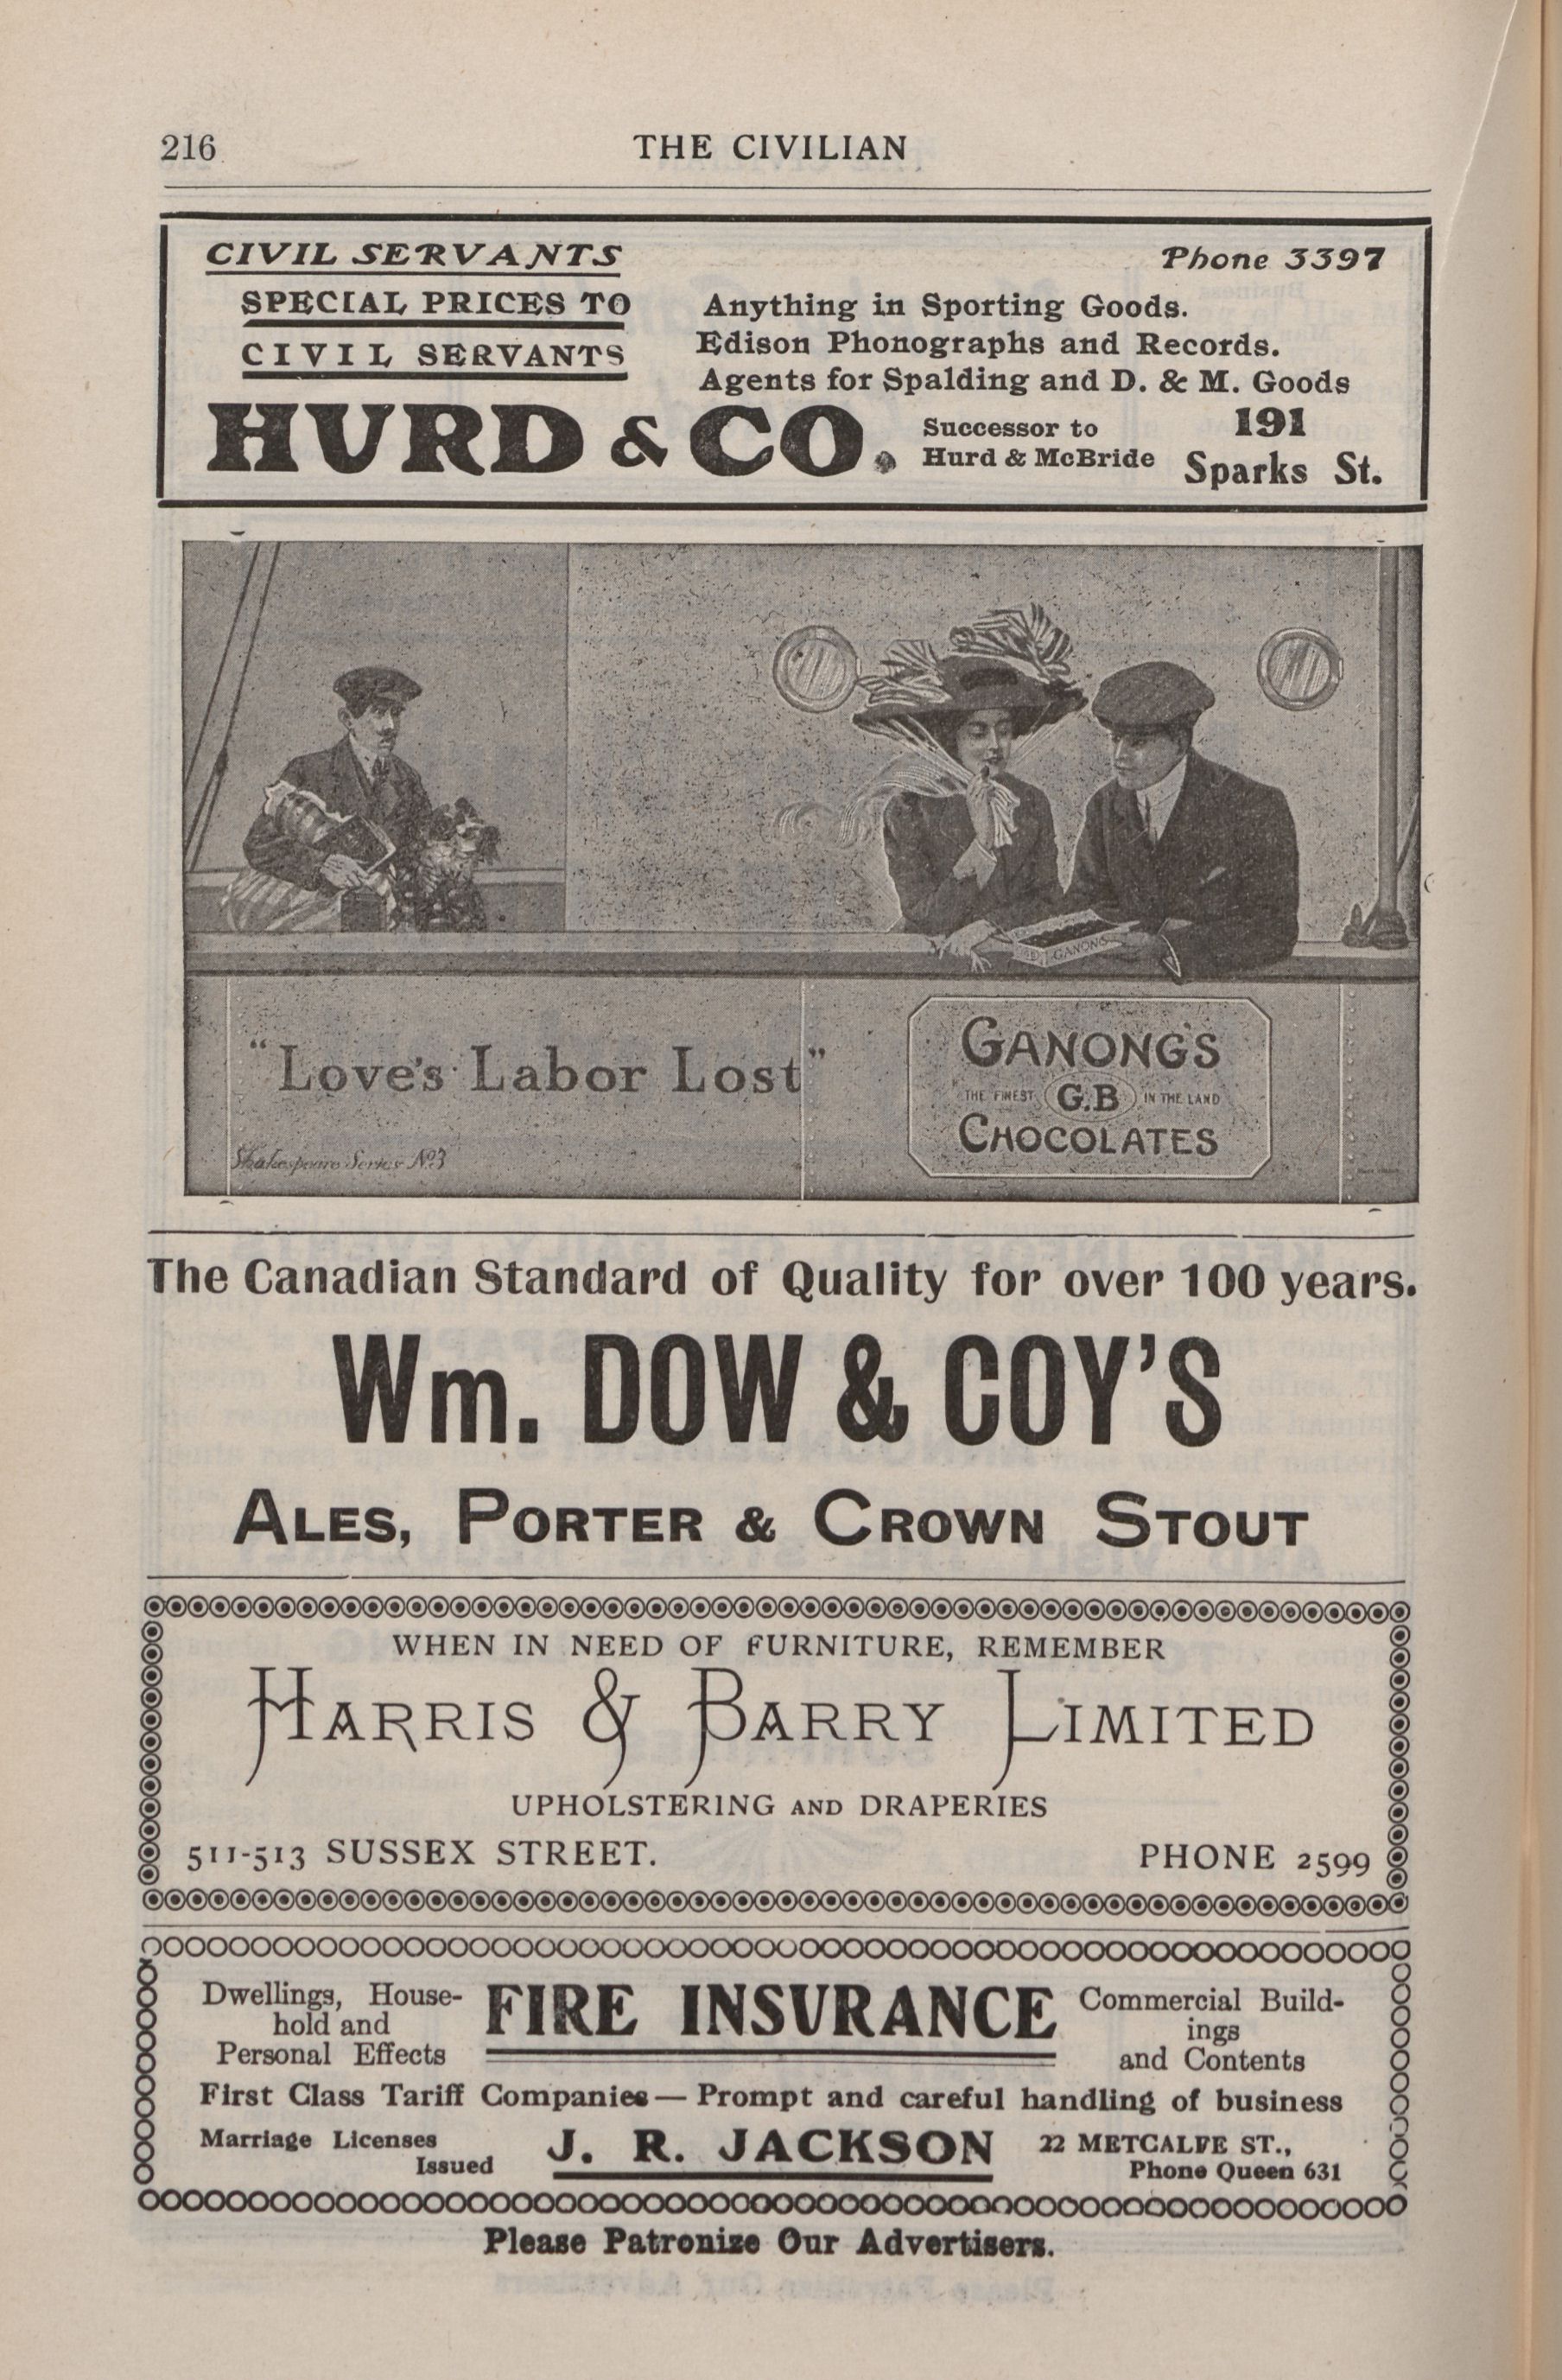 216
THE CIVILIAN
CIVIL SERVANTS
SPECIAL PRICES TO
CIVIL SERVANTS
Phone 3397
Anything in Sporting Goods.
Edison Phonographs and Records.
Agents for Spalding and D. & M. Goods
HURD & CO.
Successor to
Hurd & McBride
191
Sparks St.
GANONG'S
"Love's Labor Lost"
Shakespeare Series No3
GANONG'S
THE FINEST G.B IN THE LAND
CHOCOLATES
The Canadian Standard of Quality for over 100 years.
Wm. DOW & COY'S
ALES, PORTER & CROWN STOUT
WHEN IN NEED OF FURNITURE, REMEMBER
HARRIS & BARRY LIMITED
UPHOLSTERING AND DRAPERIES
511-513 SUSSEX STREET.
PHONE 2599
Dwellings, House-
hold and
Personal Effects
FIRE INSURANCE
Commercial Build-
ings
and Contents
First Class Tariff Companies — Prompt and careful handling of business
Marriage Licenses
Issued
J. R. JACKSON
22 METCALFE ST.,
Phone Queen 631
Please Patronize Our Advertisers.